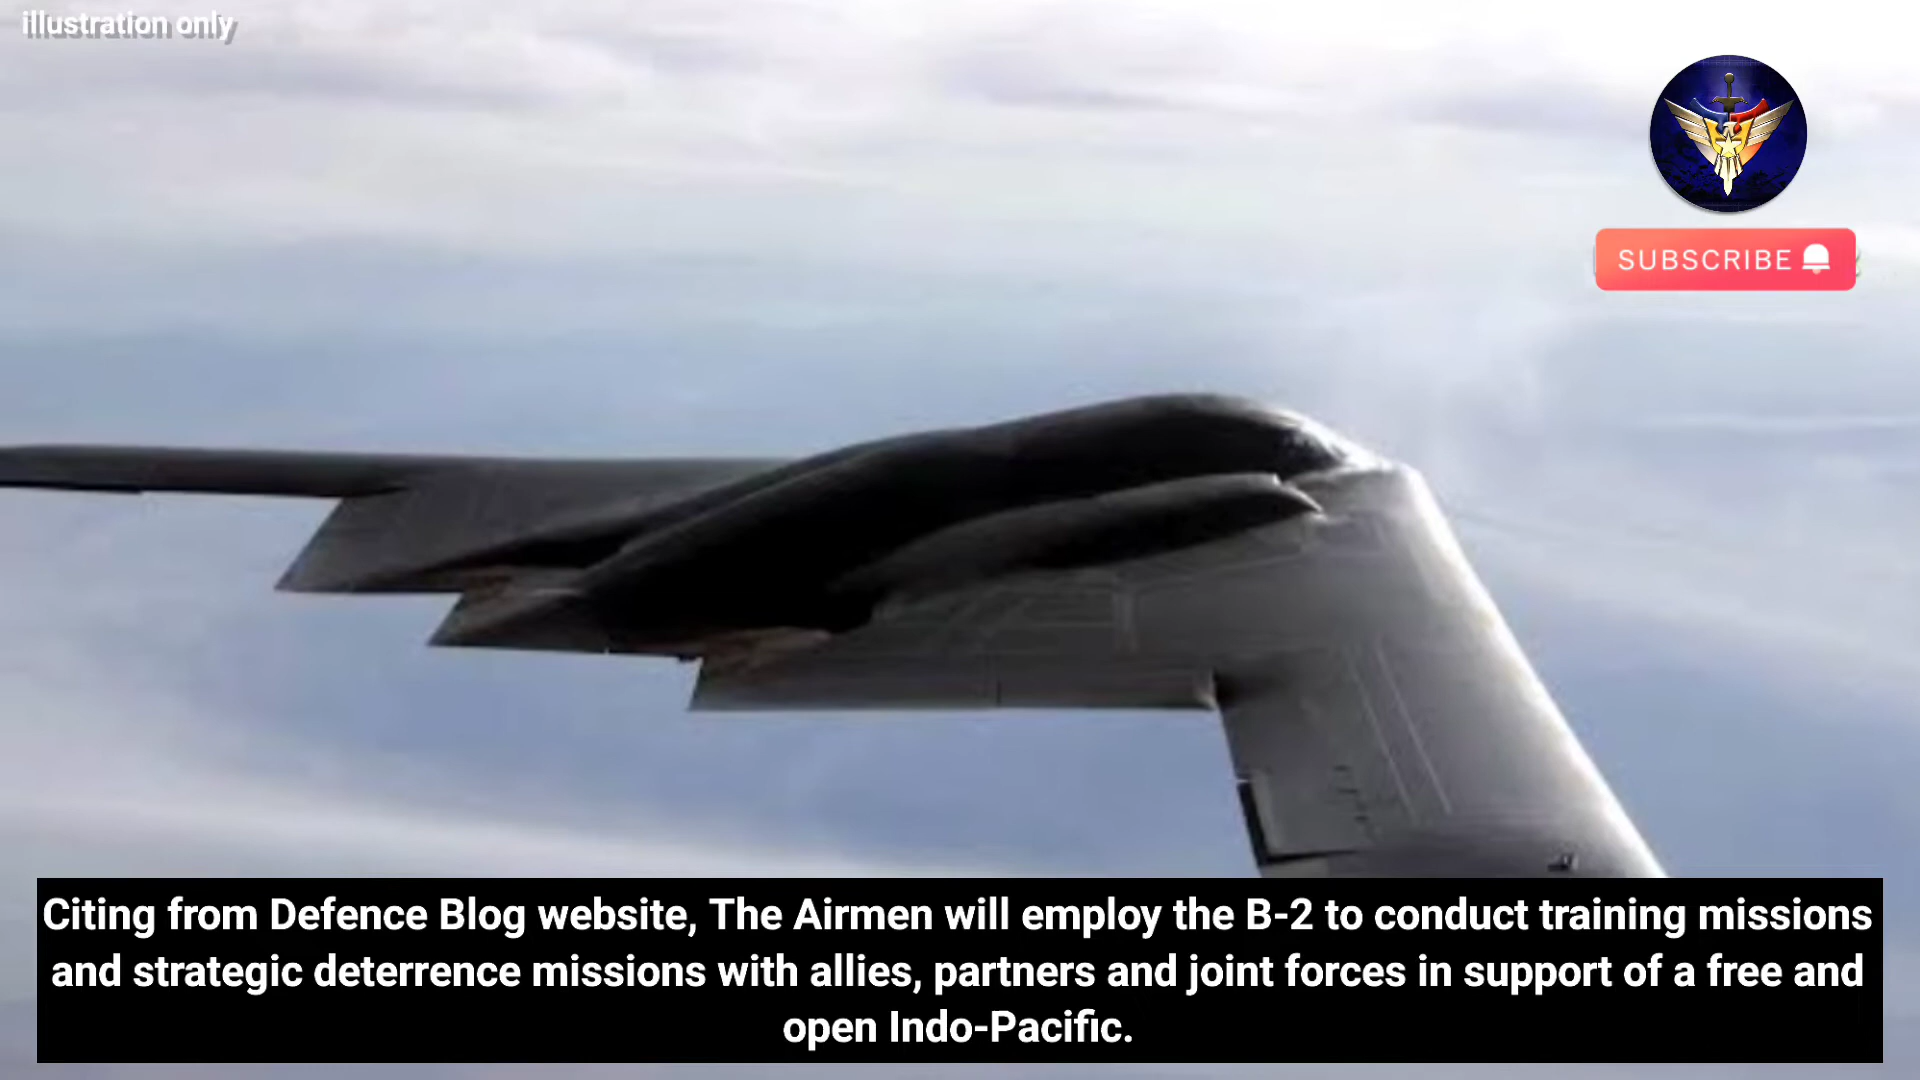 illustration only
SUBSCRIBE
Citing from Defence Blog website, The Airmen will employ the B-2 to conduct training missions
and strategic deterrence missions with allies, partners and joint forces in support of a free and
open Indo-Pacific.